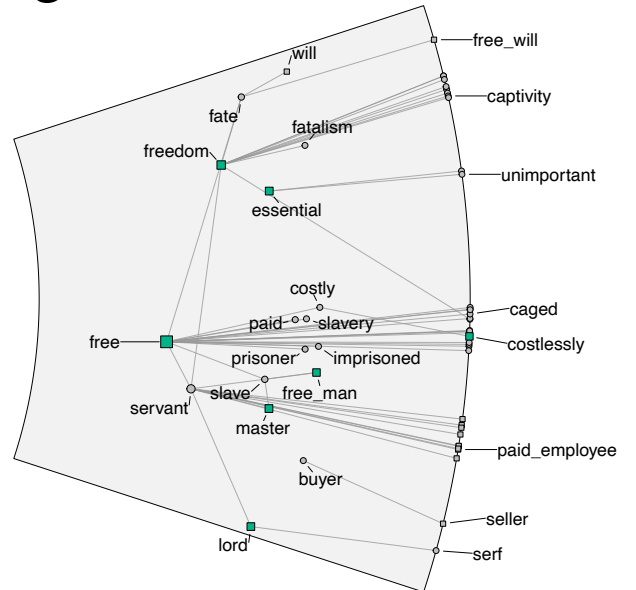 will
free_will
captivity
fate
fatalism
freedom
unimportant
essential
costly
caged
paid
slavery
free
costlessly
prisoner
imprisoned
slave
free_man
servant
master
paid_employee
buyer
seller
lord
serf